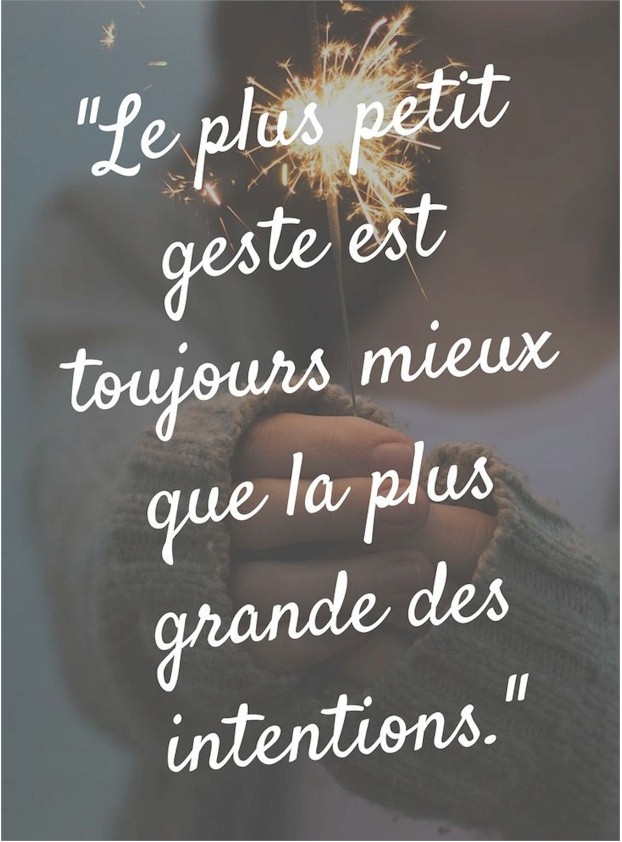 "Le plus petit
geste est
toujours mieux
que la plus
grande des
intentions."